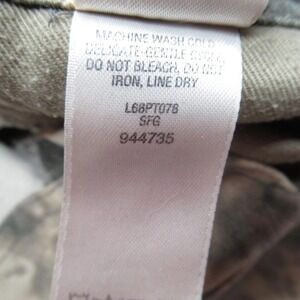 MACHINE WASH COLD
DELICATE-GENTLE CYCLE,
DO NOT BLEACH, DO NOT
IRON, LINE DRY
L68PT078
SFG
944735